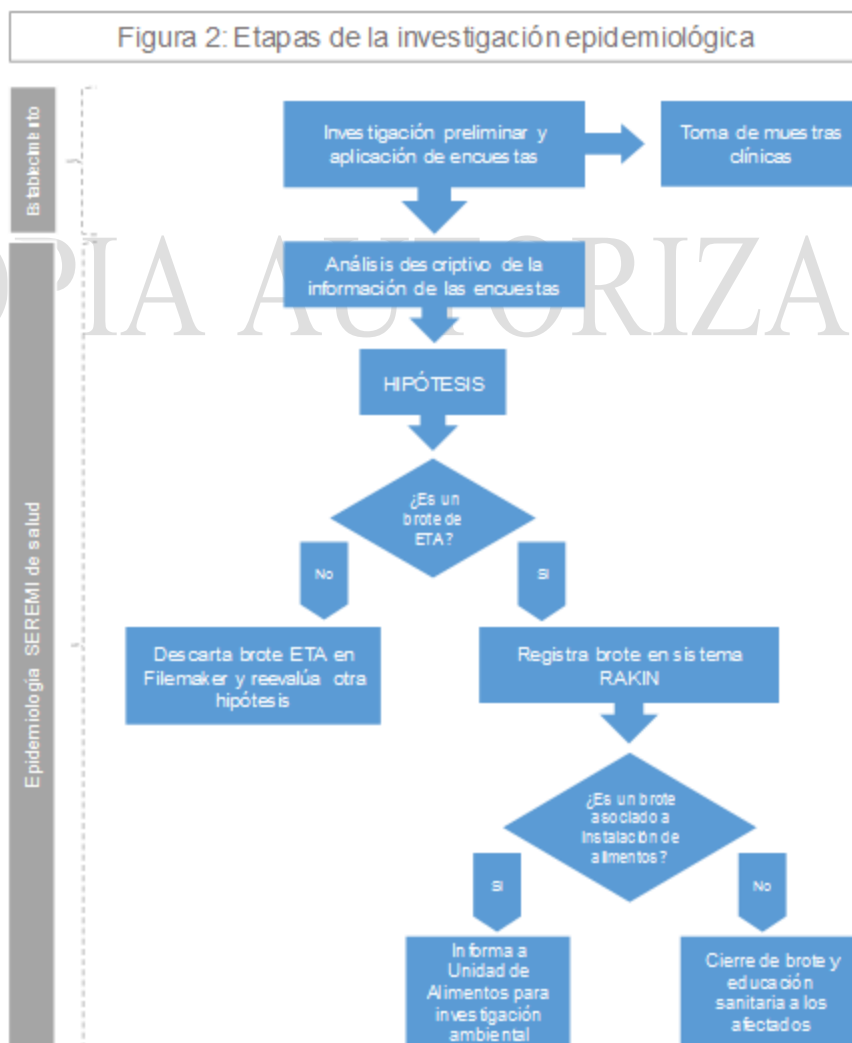 Figura 2: Etapas de la investigación epidemiológica
Establecimiento
Investigación preliminar y
aplicación de encuestas
Toma de muestras
clínicas
OPIA AUTORIZA
Análisis descriptivo de la
información de las encuestas
HIPÓTESIS
¿Es un
brote de
ETA?
No
SI
Epidemiología SEREMI de salud
Descarta brote ETA en
Filemaker y reevalúa otra
hipótesis
Registra brote en sistema
RAKIN
¿Es un brote
asociado a
instalación de
alimentos?
SI
No
Informa a
Unidad de
Alimentos para
investigación
ambiental
Cierre de brote y
educación
sanitaria a los
afectados